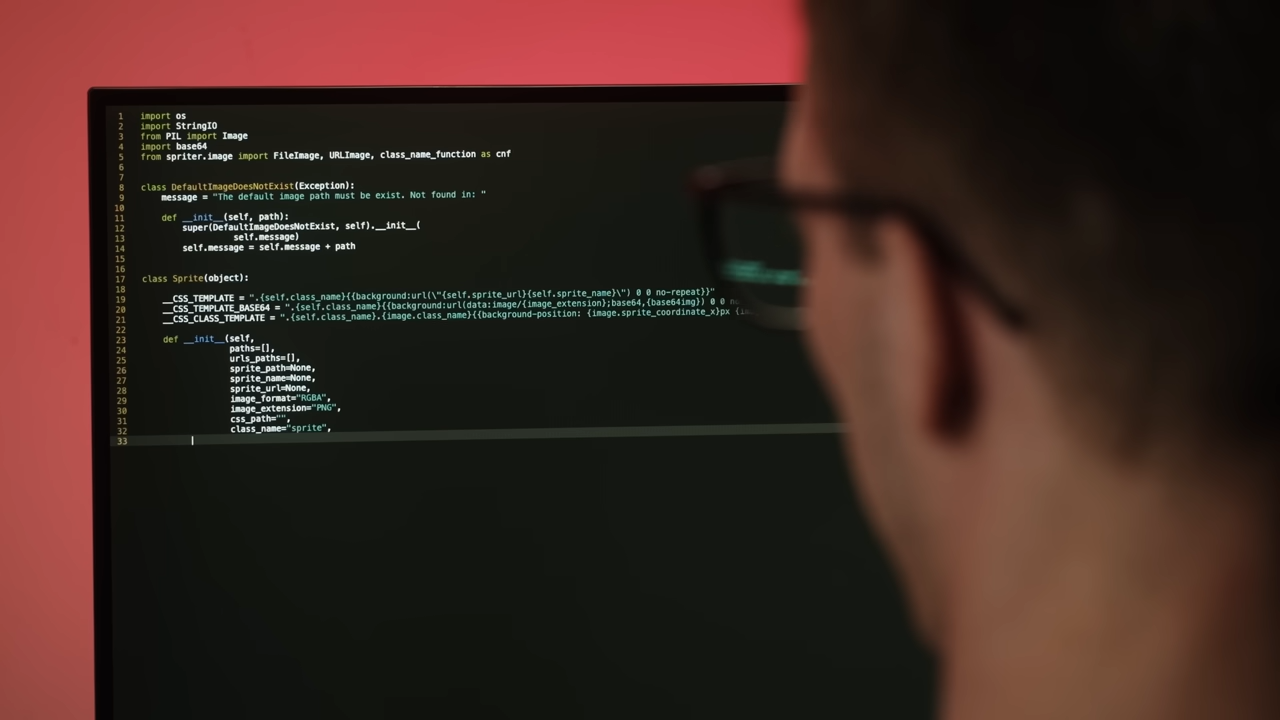 1 import os
2 import StringIO
3 from PIL import Image
4 import base64
5 from spriter.image import FileImage, URLImage, class_name_function as cnf
6
7
8 class DefaultImageDoesNotExist(Exception):
9 message = "The default image path must be exist. Not found in: "
10
11 def __init__(self, path):
12 super(DefaultImageDoesNotExist, self).__init__(
13 self.message)
14 self.message = self.message + path
15
16
17 class Sprite(object):
18
19 __CSS_TEMPLATE = ".{self.class_name}{{background:url(\"{self.sprite_url}{self.sprite_name}\") 0 0 no-repeat}}"
20 __CSS_TEMPLATE_BASE64 = ".{self.class_name}{{background:url(data:image/{image_extension};base64,{base64img}) 0 0
21 __CSS_CLASS_TEMPLATE = ".{self.class_name}.{image.class_name}{{background-position: {image.sprite_coordinate_x}px
22
23 def __init__(self,
24 paths=[],
25 urls_paths=[],
26 sprite_path=None,
27 sprite_name=None,
28 sprite_url=None,
29 image_format="RGBA",
30 image_extension="PNG",
31 css_path="",
32 class_name="sprite",
33